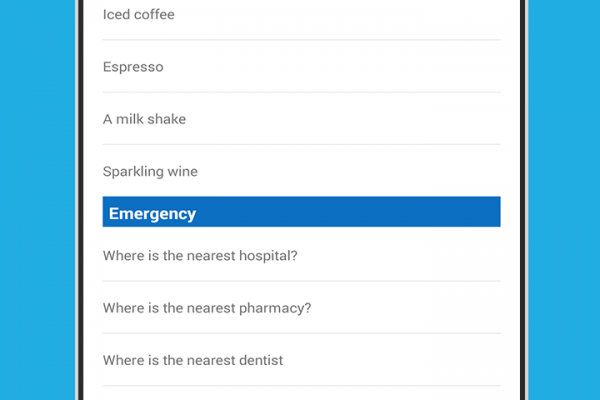 Iced coffee
Espresso
A milk shake
Sparkling wine
Emergency
Where is the nearest hospital?
Where is the nearest pharmacy?
Where is the nearest dentist